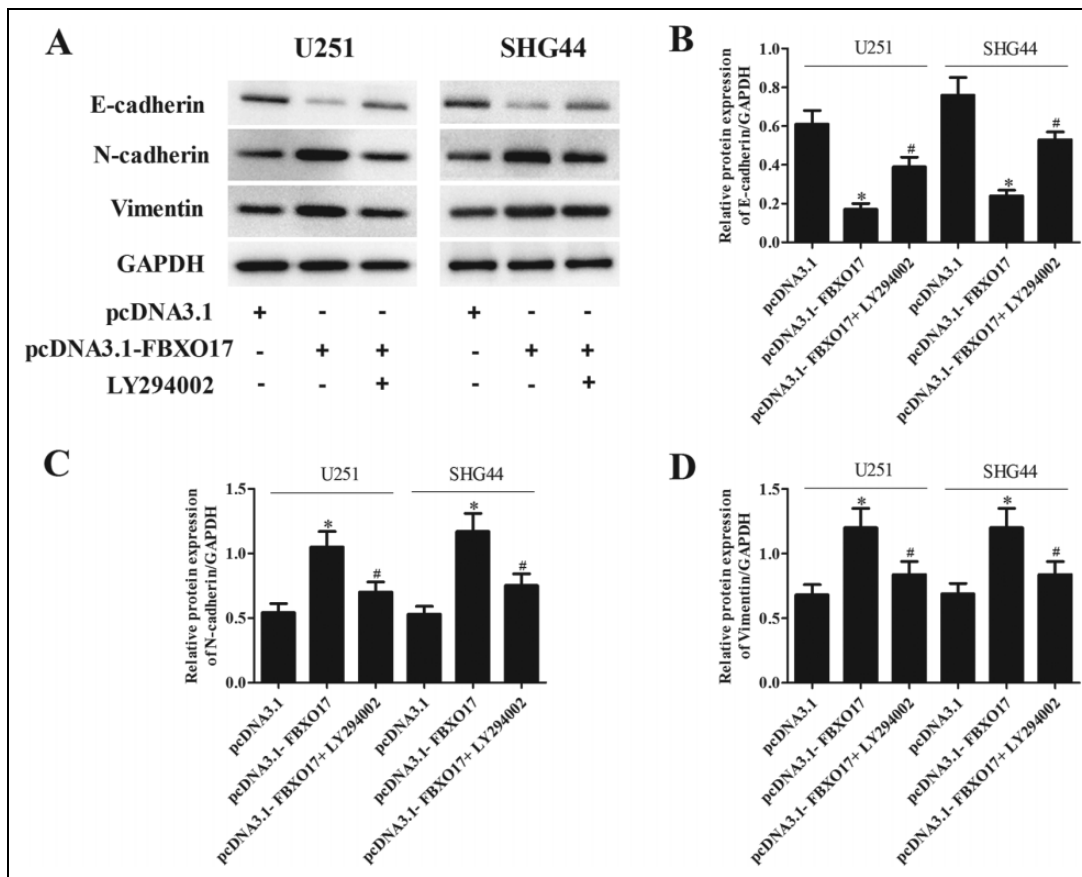 A
U251 SHG44
E-cadherin
N-cadherin
Vimentin
GAPDH
pcDNA3.1 + - - + - -
pcDNA3.1-FBXO17 - + + - + +
LY294002 - - + - - +
B
U251 SHG44
Relative protein expression
of E-cadherin/GAPDH
1.0
0.8
0.6
0.4
0.2
0.0
* # * #
pcDNA3.1
pcDNA3.1- FBXO17
pcDNA3.1- FBXO17+ LY294002
pcDNA3.1
pcDNA3.1- FBXO17
pcDNA3.1- FBXO17+ LY294002
C
U251 SHG44
Relative protein expression
of N-cadherin/GAPDH
1.5
1.0
0.5
0.0
* # * #
pcDNA3.1
pcDNA3.1- FBXO17
pcDNA3.1- FBXO17+ LY294002
pcDNA3.1
pcDNA3.1- FBXO17
pcDNA3.1- FBXO17+ LY294002
D
U251 SHG44
Relative protein expression
of Vimentin/GAPDH
1.5
1.0
0.5
0.0
* # * #
pcDNA3.1
pcDNA3.1- FBXO17
pcDNA3.1- FBXO17+ LY294002
pcDNA3.1
pcDNA3.1- FBXO17
pcDNA3.1- FBXO17+ LY294002